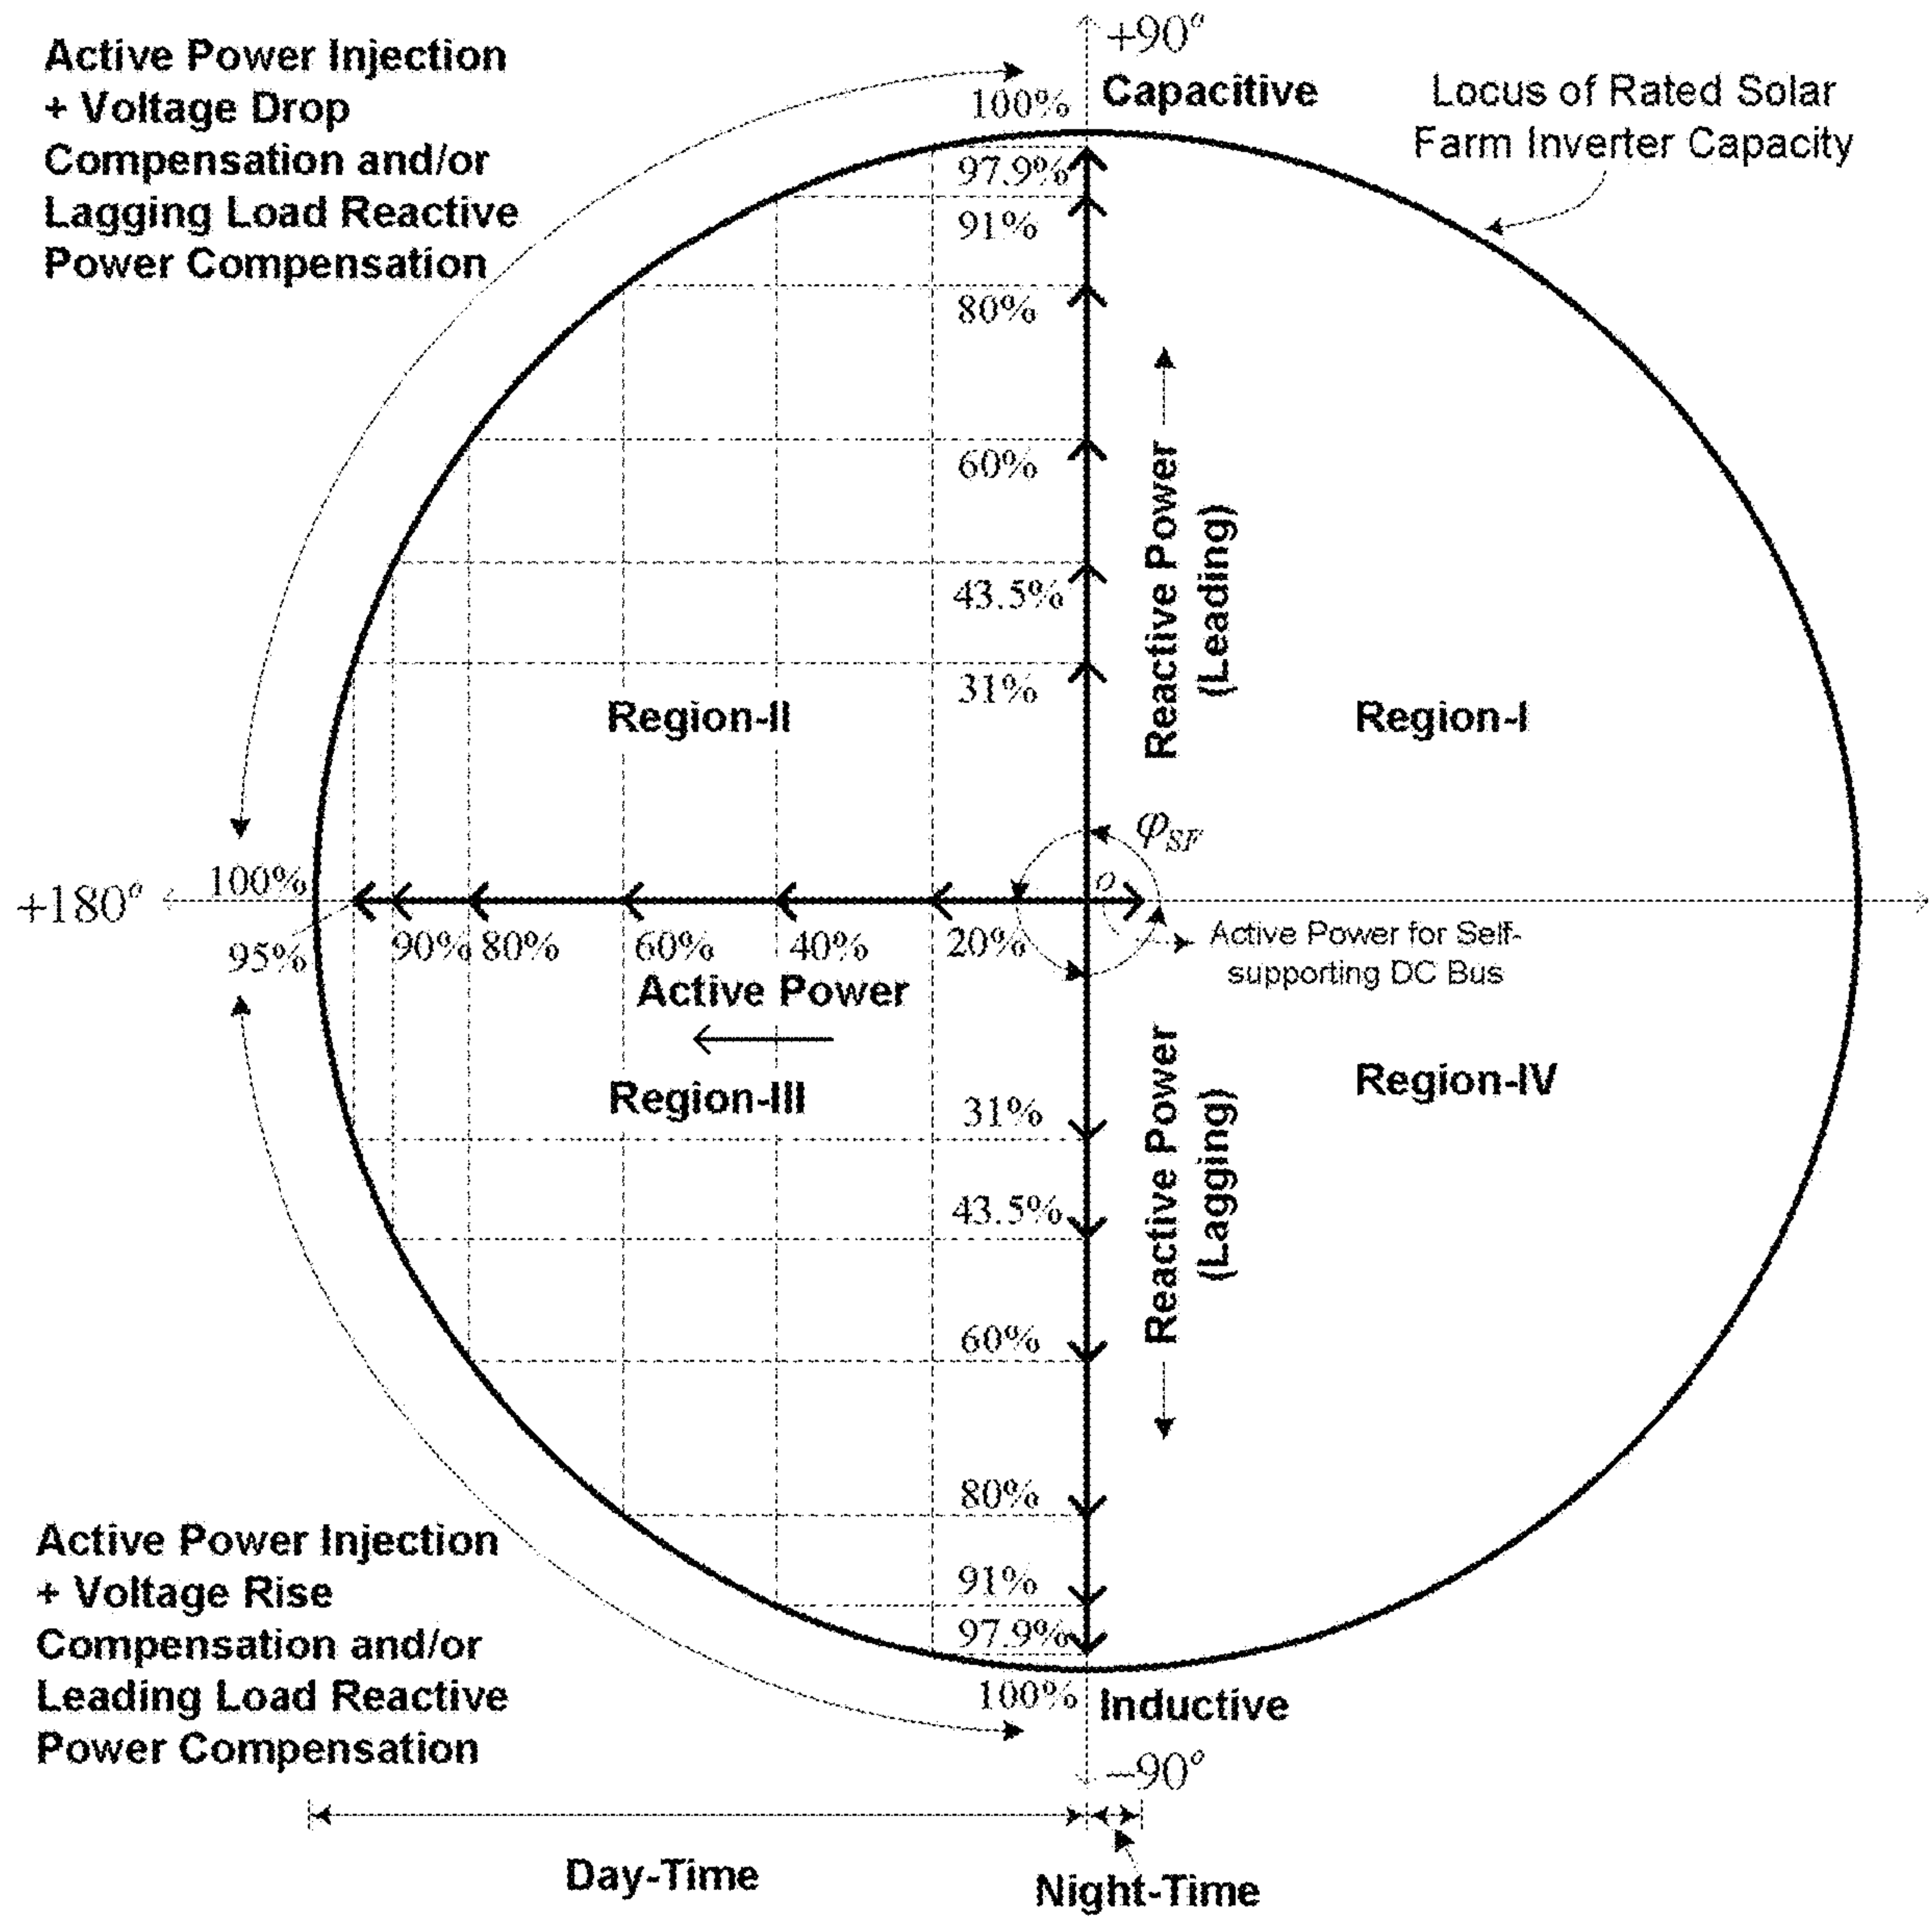 +90°
Active Power Injection
+ Voltage Drop
Compensation and/or
Lagging Load Reactive
Power Compensation
100%
Capacitive
Locus of Rated Solar
Farm Inverter Capacity
97.9%
91%
80%
60%
43.5%
31%
Reactive Power
(Leading)
Region-II
Region-I
φSF
o
+180°
100%
95%
90%
80%
60%
40%
20%
Active Power for Self-
supporting DC Bus
Active Power
Region-III
Region-IV
Reactive Power
(Lagging)
31%
43.5%
60%
80%
91%
97.9%
100%
Inductive
−90°
Active Power Injection
+ Voltage Rise
Compensation and/or
Leading Load Reactive
Power Compensation
Day-Time
Night-Time